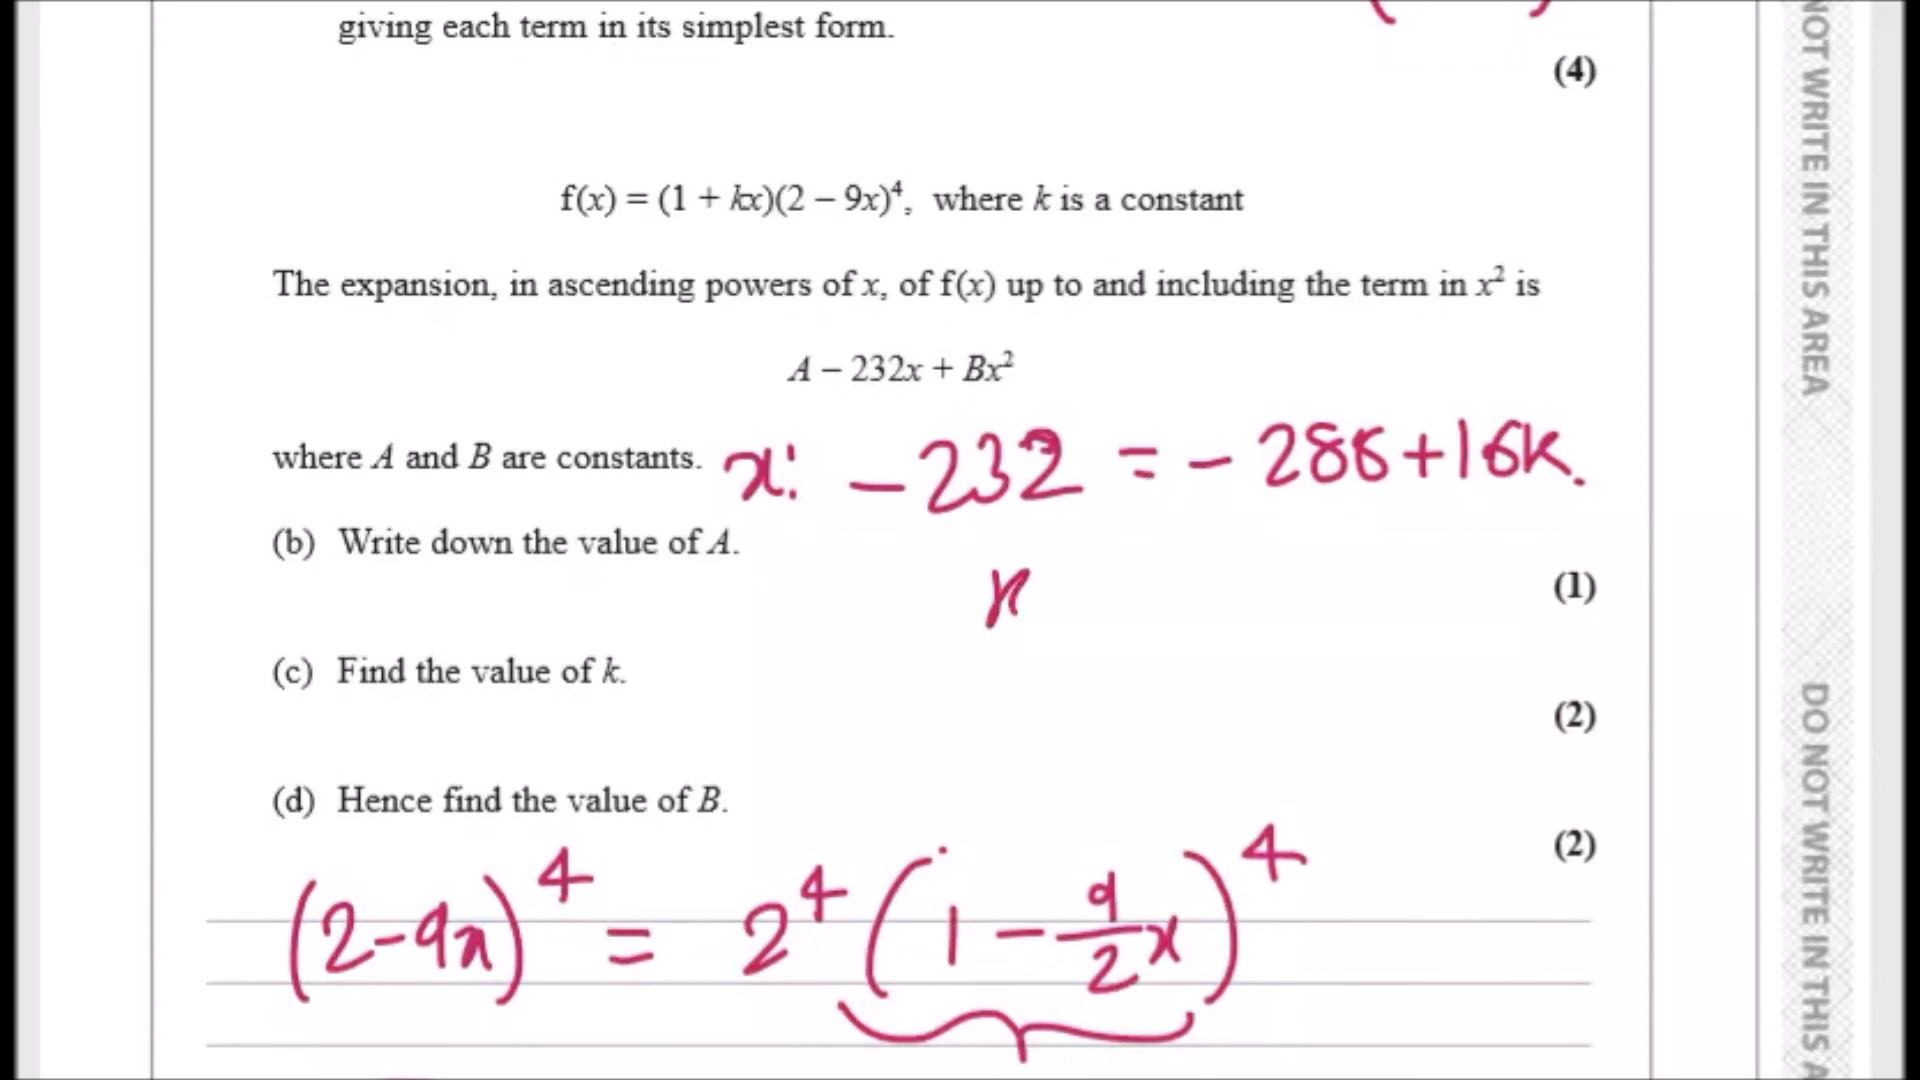 giving each term in its simplest form.
(4)
f(x) = (1 + kx)(2 – 9x)⁴, where k is a constant
The expansion, in ascending powers of x, of f(x) up to and including the term in x² is
A – 232x + Bx²
where A and B are constants.
x: – 232 = – 288 + 16k.
(b) Write down the value of A.
(1)
k
(c) Find the value of k.
(2)
(d) Hence find the value of B.
(2)
(2-9x)⁴ = 2⁴(1 - 9/2 x)⁴
NOT WRITE IN THIS AREA
DO NOT WRITE IN THIS A